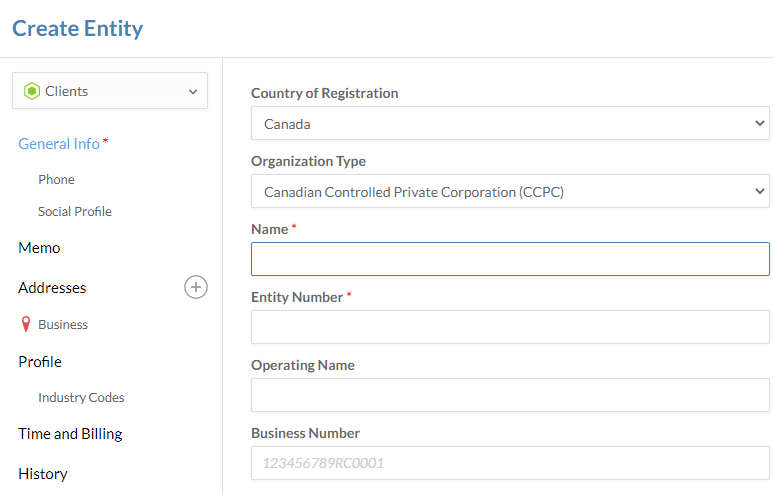 Create Entity
Clients
General Info *
Phone
Social Profile
Memo
Addresses
Business
Profile
Industry Codes
Time and Billing
History
Country of Registration
Canada
Organization Type
Canadian Controlled Private Corporation (CCPC)
Name *
Entity Number *
Operating Name
Business Number
123456789RC0001